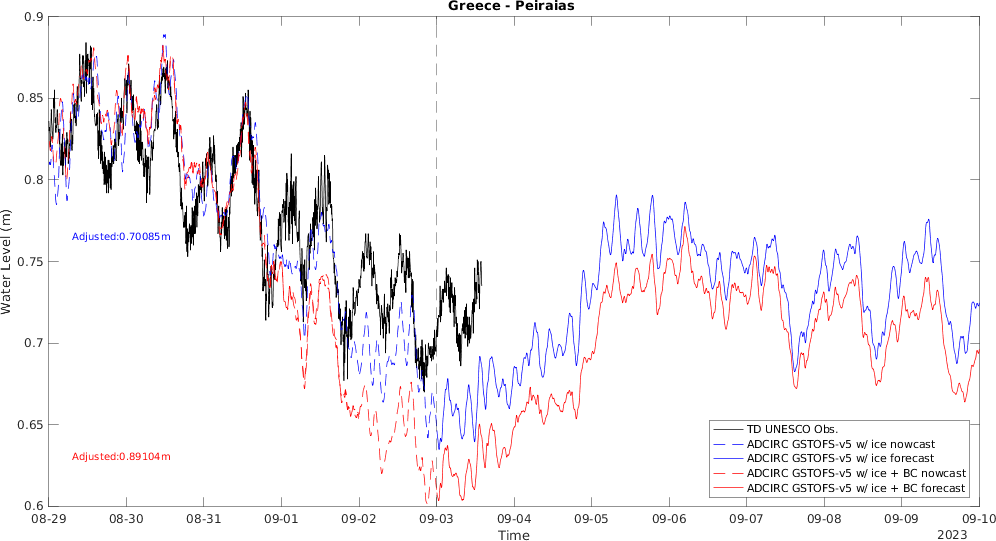 Greece - Peiraias
0.9
0.85
0.8
0.75
0.7
0.65
0.6
Water Level (m)
Adjusted:0.70085m
Adjusted:0.89104m
TD UNESCO Obs.
ADCIRC GSTOFS-v5 w/ ice nowcast
ADCIRC GSTOFS-v5 w/ ice forecast
ADCIRC GSTOFS-v5 w/ ice + BC nowcast
ADCIRC GSTOFS-v5 w/ ice + BC forecast
08-29 08-30 08-31 09-01 09-02 09-03 09-04 09-05 09-06 09-07 09-08 09-09 09-10
Time
2023